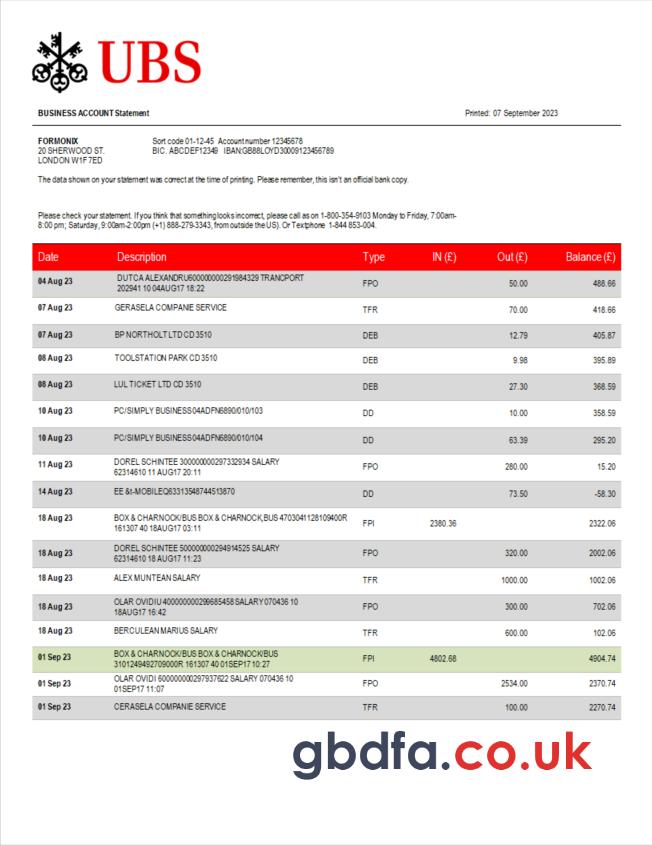 UBS
BUSINESS ACCOUNT Statement Printed: 07 September 2023
FORMONIX Sort code 01-12-45 Account number 12345678
20 SHERWOOD ST. BIC. ABCDEF12349 IBAN:GB88LOYD30009123456789
LONDON W1F 7ED
The data shown on your statement was correct at the time of printing. Please remember, this isn't an official bank copy.
Please check your statement. If you think that something looks incorrect, please call as on 1-800-354-9103 Monday to Friday, 7:00am-
8:00 pm; Saturday, 9:00am-2:00pm (+1) 888-279-3343, from outside the US). Or Textphone 1-844 853-004.
Date Description Type IN (£) Out (£) Balance (£)
04 Aug 23 DUTCA ALEXANDRU600000000291984329 TRANCPORT FPO 50.00 488.66
202941 10 04AUG17 18:22
07 Aug 23 GERASELA COMPANIE SERVICE TFR 70.00 418.66
07 Aug 23 BP NORTHOLT LTD CD 3510 DEB 12.79 405.87
08 Aug 23 TOOLSTATION PARK CD 3510 DEB 9.98 395.89
08 Aug 23 LUL TICKET LTD CD 3510 DEB 27.30 368.59
10 Aug 23 PC/SIMPLY BUSINESS04ADFN6890/010/103 DD 10.00 358.59
10 Aug 23 PC/SIMPLY BUSINESS04ADFN6890/010/104 DD 63.39 295.20
11 Aug 23 DOREL SCHINTEE 300000000297332934 SALARY FPO 280.00 15.20
62314610 11 AUG17 20:11
14 Aug 23 EE &t-MOBILEQ63313548744513870 DD 73.50 -58.30
18 Aug 23 BOX & CHARNOCK/BUS BOX & CHARNOCK,BUS 4703041128109400R FPI 2380.36 2322.06
161307 40 18AUG17 03:11
18 Aug 23 DOREL SCHINTEE 500000000294914525 SALARY FPO 320.00 2002.06
62314610 18 AUG17 11:23
18 Aug 23 ALEX MUNTEAN SALARY TFR 1000.00 1002.06
18 Aug 23 OLAR OVIDIU 400000000299685458 SALARY 070436 10 FPO 300.00 702.06
18AUG17 16:42
18 Aug 23 BERCULEAN MARIUS SALARY TFR 600.00 102.06
01 Sep 23 BOX & CHARNOCK/BUS BOX & CHARNOCK/BUS FPI 4802.68 4904.74
3101249492709000R 161307 40 01SEP17 10:27
01 Sep 23 OLAR OVIDI 600000000297937622 SALARY 070436 10 FPO 2534.00 2370.74
01SEP17 11:07
01 Sep 23 CERASELA COMPANIE SERVICE TFR 100.00 2270.74
gbdfa.co.uk